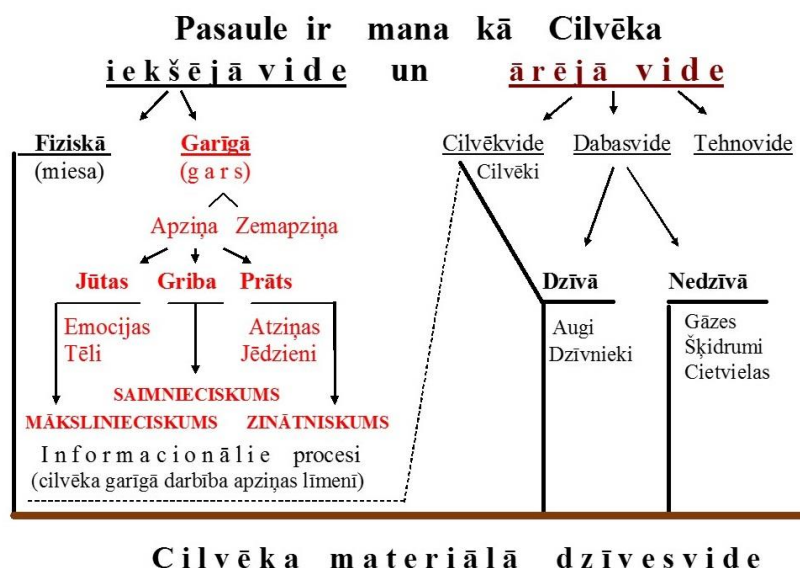 Pasaule ir mana kā Cilvēka
iekšējā vide un ārējā vide
Fiziskā Garīgā Cilvēkvide Dabasvide Tehnovide
(miesa) (gars) Cilvēki
Apziņa Zemapziņa
Jūtas Griba Prāts Dzīvā Nedzīvā
Emocijas Atziņas Augi Gāzes
Tēli Jēdzieni Dzīvnieki Šķidrumi
Cietvielas
SAIMNIECISKUMS
MĀKSLINIECISKUMS ZINĀTNISKUMS
Informacionālie procesi
(cilvēka garīgā darbība apziņas līmenī)
Cilvēka materiālā dzīvesvide